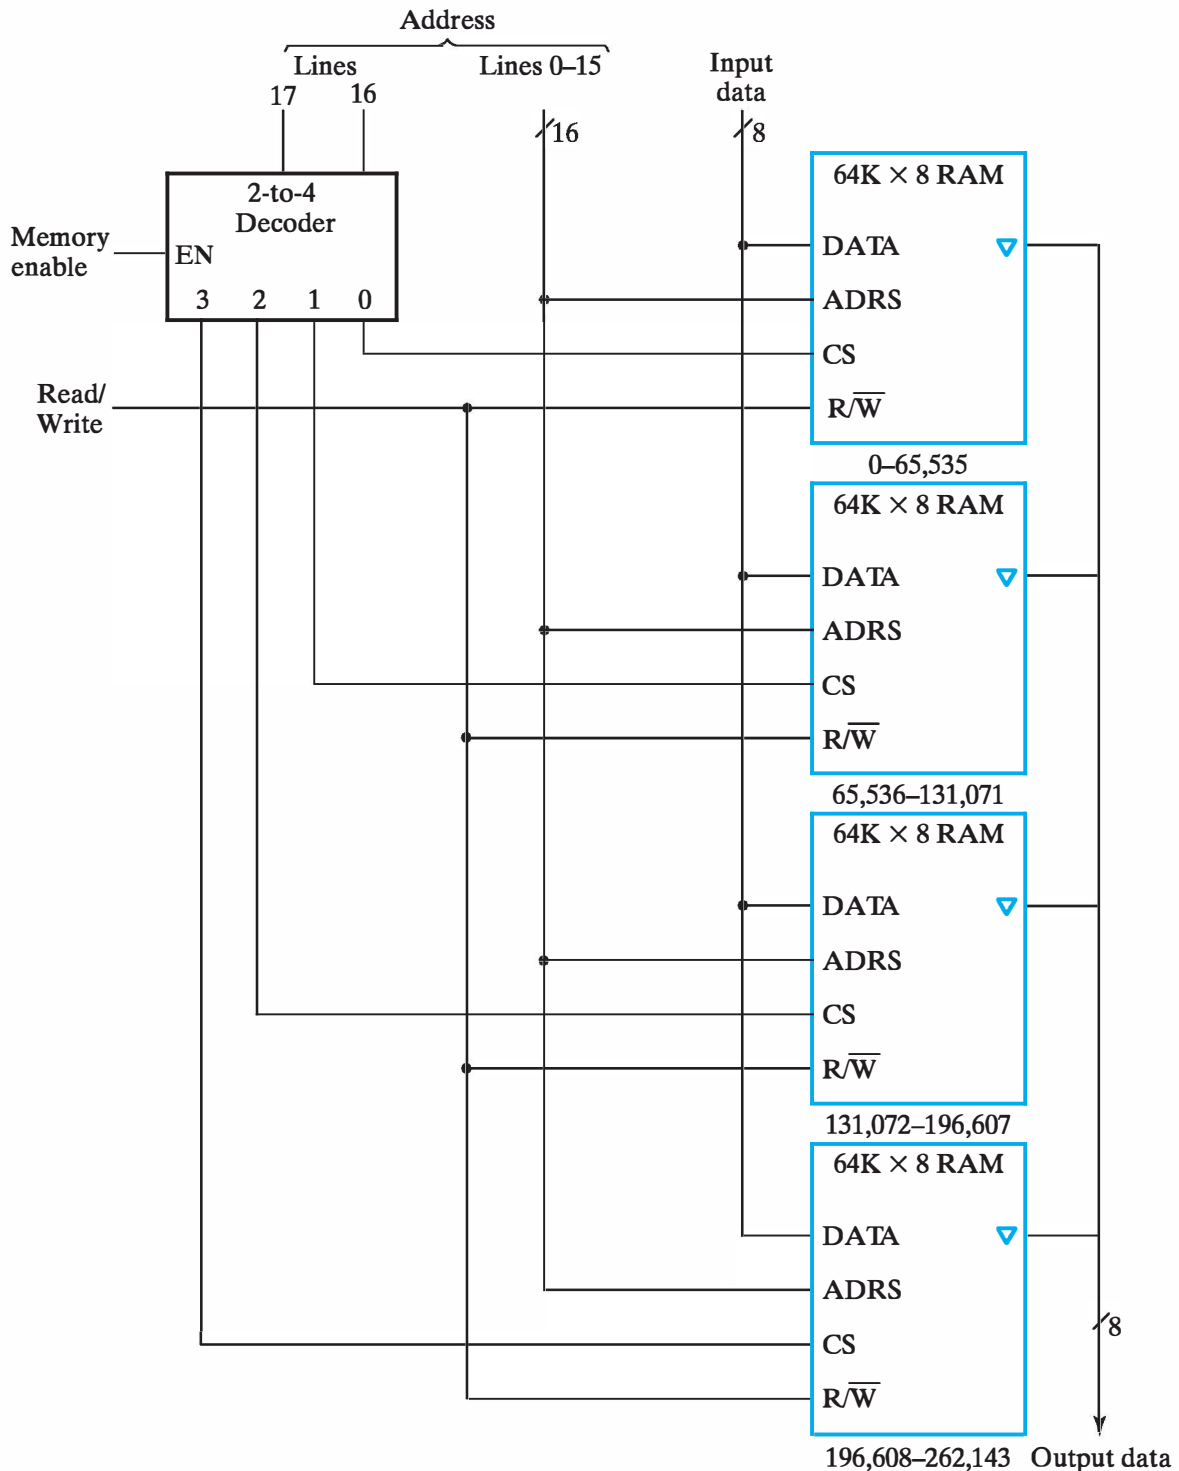 Address
Lines
Lines 0–15
17
16
16
Input
data
8
2-to-4
Decoder
Memory
enable
EN
3 2 1 0
Read/
Write
64K × 8 RAM
DATA
ADRS
CS
R/W̅
0–65,535
64K × 8 RAM
DATA
ADRS
CS
R/W̅
65,536–131,071
64K × 8 RAM
DATA
ADRS
CS
R/W̅
131,072–196,607
64K × 8 RAM
DATA
ADRS
CS
R/W̅
196,608–262,143
8
Output data